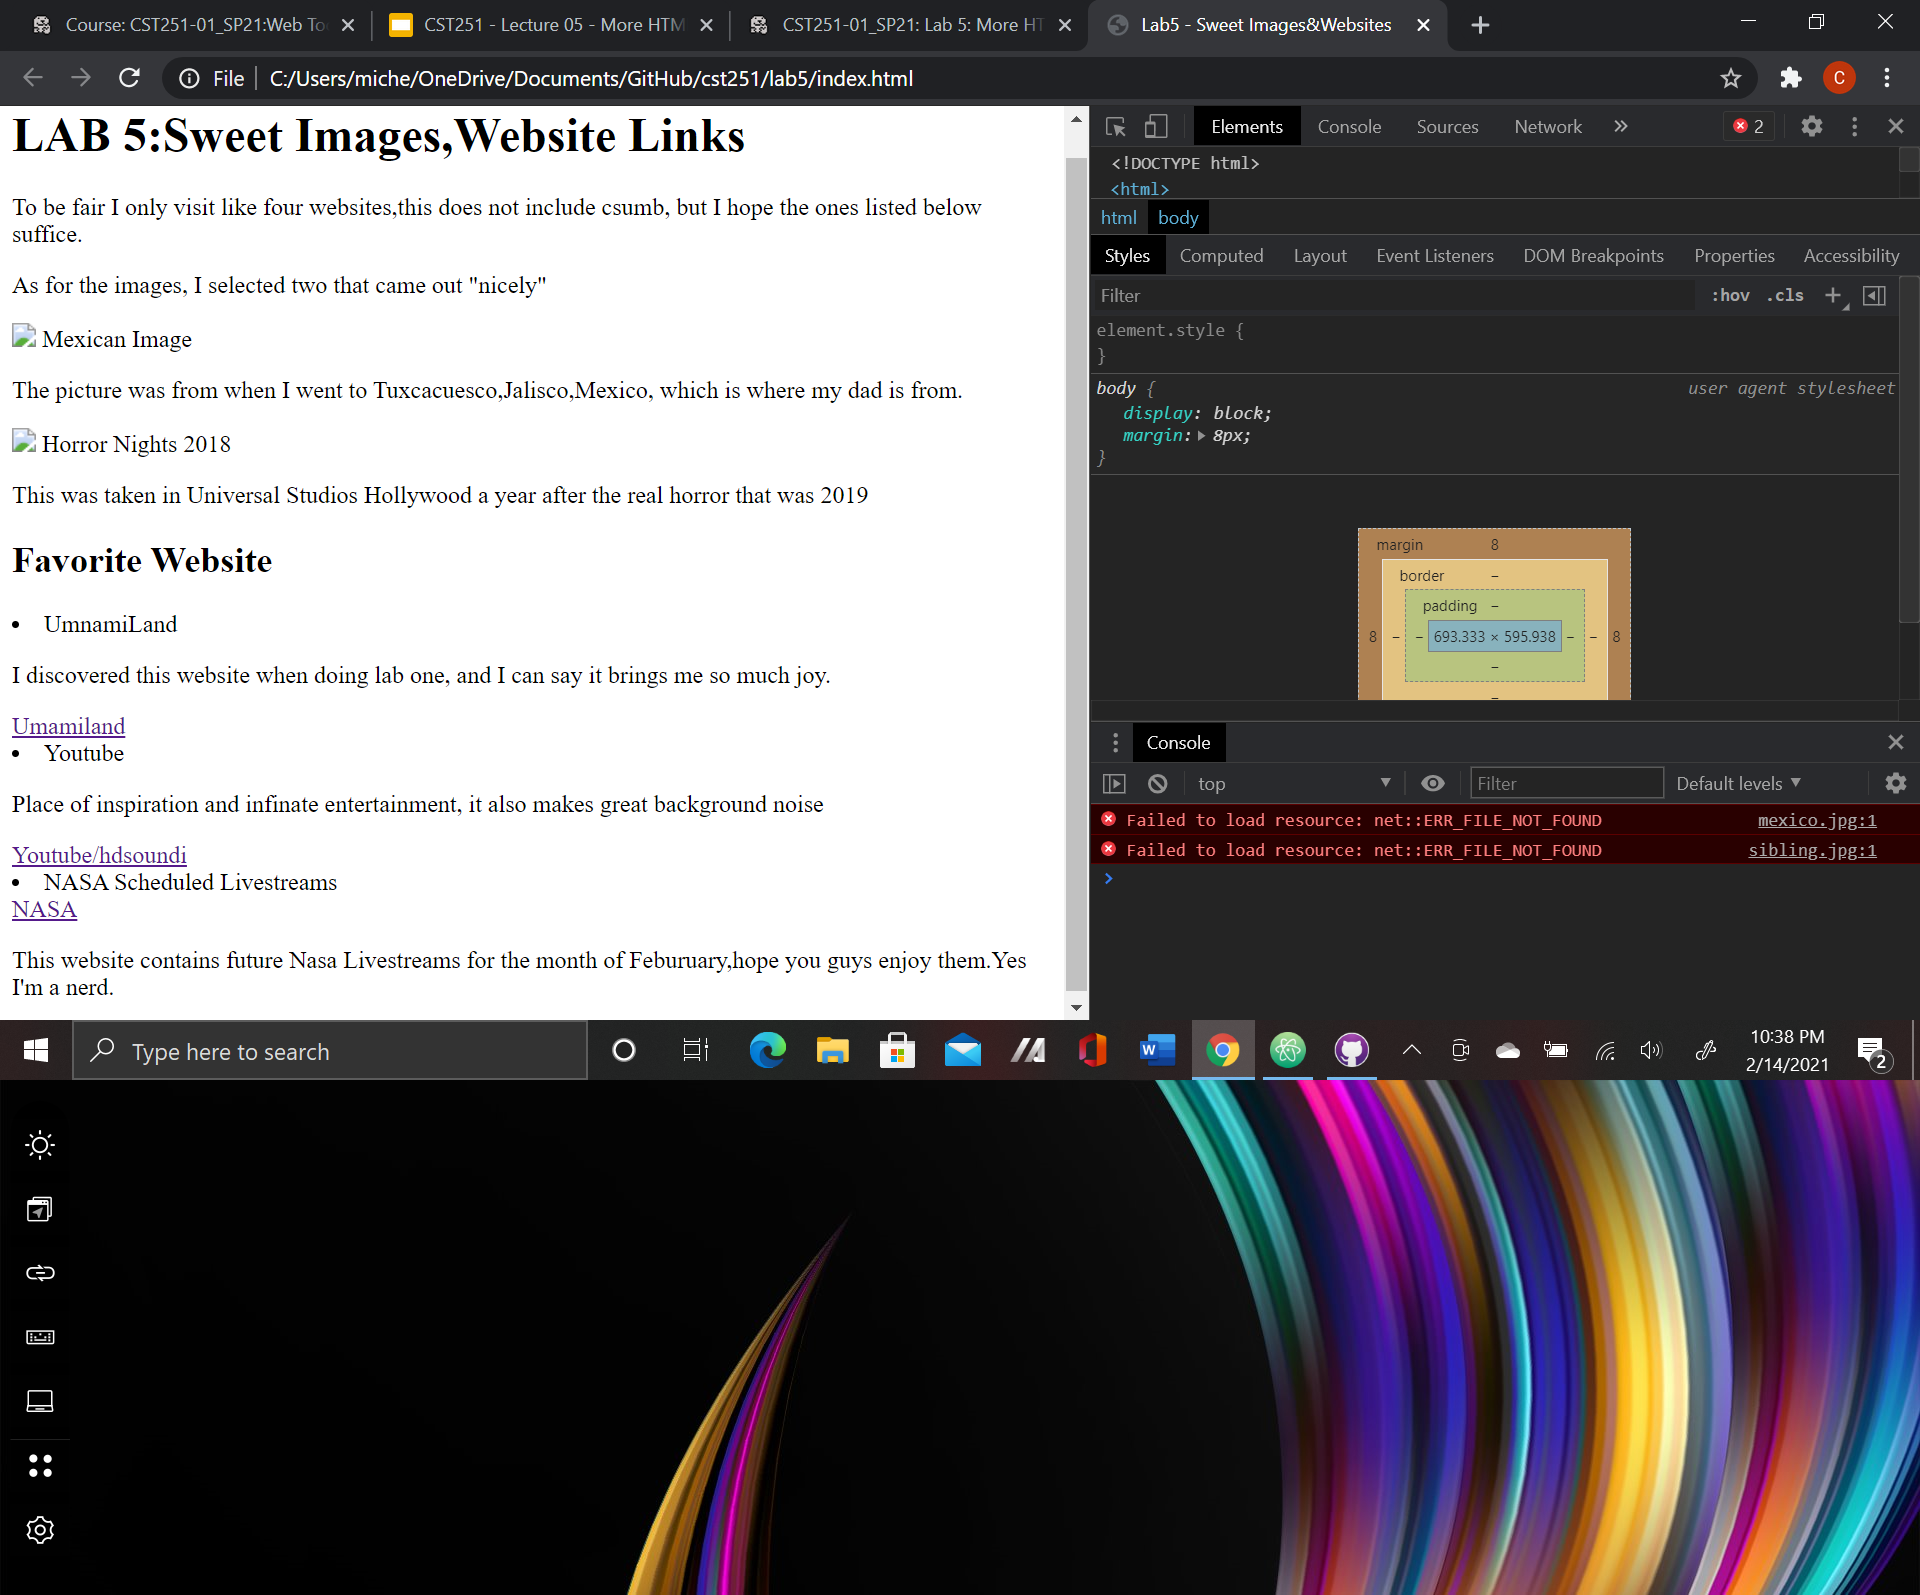 Course: CST251-01_SP21:Web To
CST251 - Lecture 05 - More HTM
CST251-01_SP21: Lab 5: More HT
Lab5 - Sweet Images&Websites
File
C:/Users/miche/OneDrive/Documents/GitHub/cst251/lab5/index.html
C
LAB 5:Sweet Images,Website Links
To be fair I only visit like four websites,this does not include csumb, but I hope the ones listed below
suffice.
As for the images, I selected two that came out "nicely"
Mexican Image
The picture was from when I went to Tuxcacuesco,Jalisco,Mexico, which is where my dad is from.
Horror Nights 2018
This was taken in Universal Studios Hollywood a year after the real horror that was 2019
Favorite Website
• UmnamiLand
I discovered this website when doing lab one, and I can say it brings me so much joy.
Umamiland
• Youtube
Place of inspiration and infinate entertainment, it also makes great background noise
Youtube/hdsoundi
• NASA Scheduled Livestreams
NASA
This website contains future Nasa Livestreams for the month of Feburuary,hope you guys enjoy them.Yes
I'm a nerd.
Elements Console Sources Network » 2
<!DOCTYPE html>
<html>
html body
Styles Computed Layout Event Listeners DOM Breakpoints Properties Accessibility
Filter :hov .cls +
element.style {
}
body { user agent stylesheet
display: block;
margin: 8px;
}
margin 8
border –
padding –
8 – – 693.333 × 595.938 – – 8
–
–
Console
top Filter Default levels
Failed to load resource: net::ERR_FILE_NOT_FOUND mexico.jpg:1
Failed to load resource: net::ERR_FILE_NOT_FOUND sibling.jpg:1
Type here to search
W
10:38 PM
2/14/2021
2